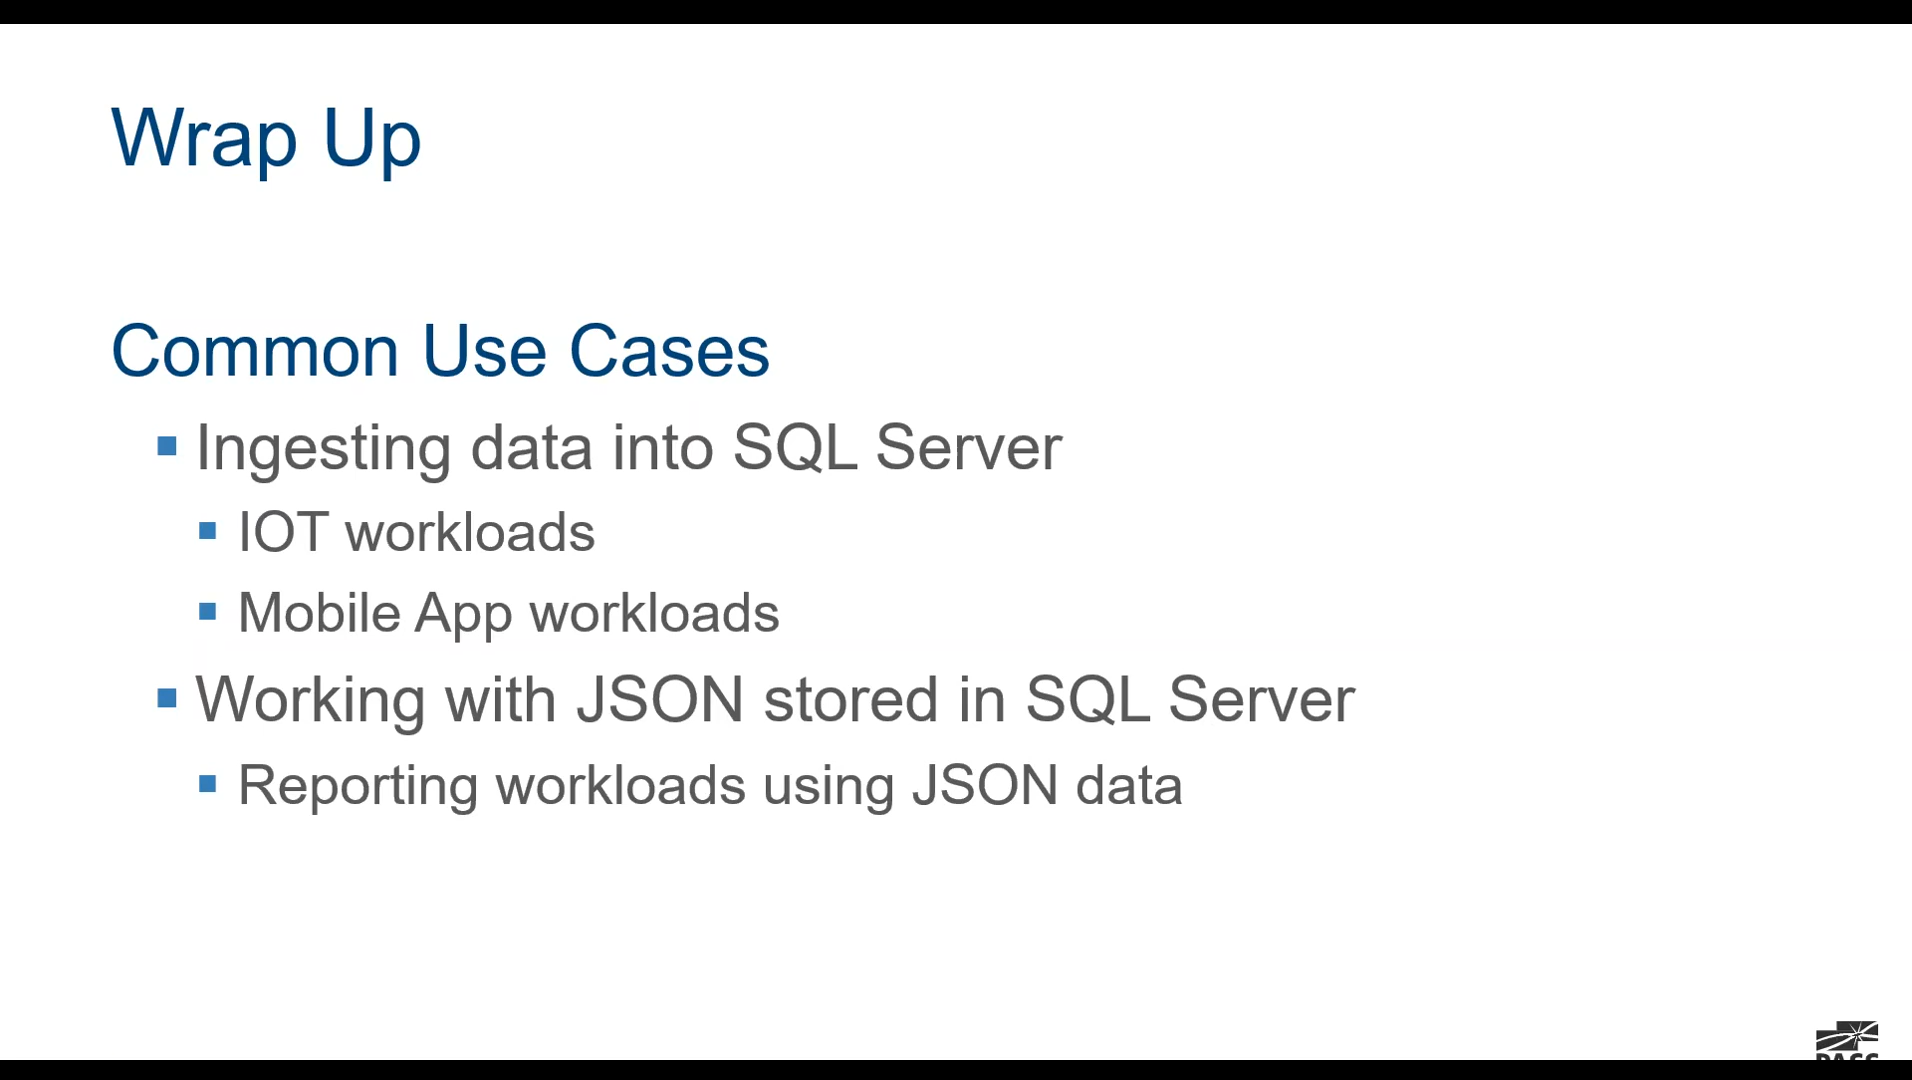 Wrap Up
Common Use Cases
Ingesting data into SQL Server
IOT workloads
Mobile App workloads
Working with JSON stored in SQL Server
Reporting workloads using JSON data
PASS